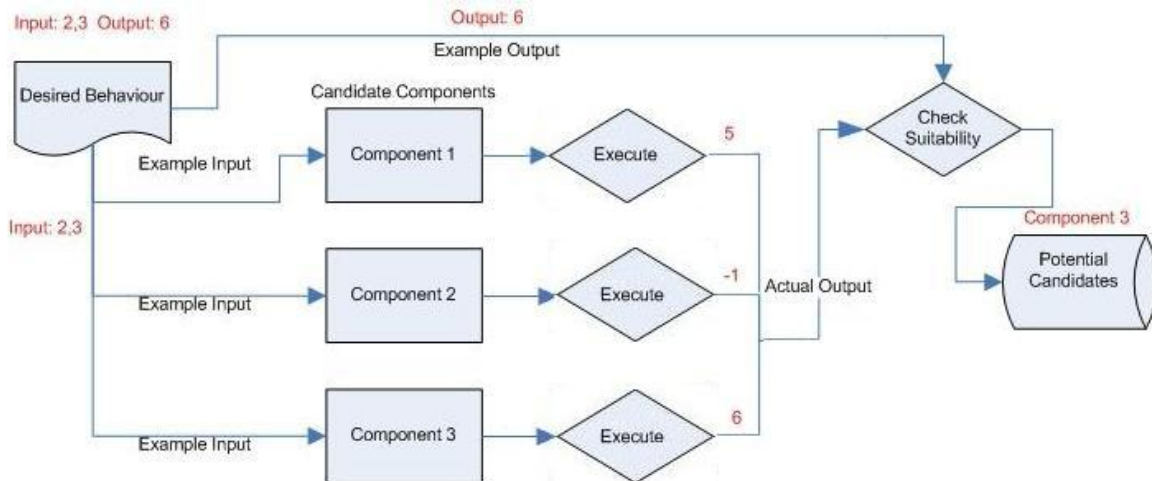 Input: 2,3 Output: 6
Output: 6
Example Output
Desired Behaviour
Candidate Components
Check
Suitability
Example Input
Component 1
Execute
5
Input: 2,3
Component 3
Potential
Candidates
Example Input
Component 2
Execute
-1
Actual Output
Example Input
Component 3
Execute
6